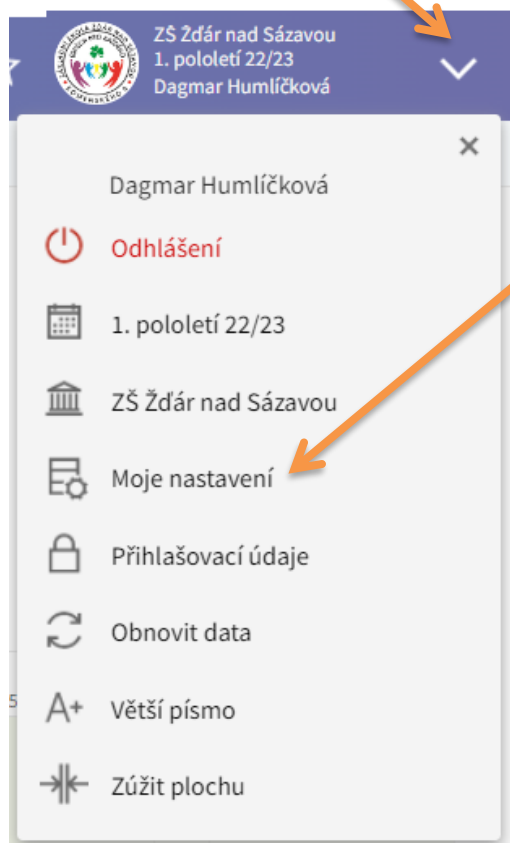 ZŠ Žďár nad Sázavou
1. pololetí 22/23
Dagmar Humlíčková
Dagmar Humlíčková
Odhlášení
1. pololetí 22/23
ZŠ Žďár nad Sázavou
Moje nastavení
Přihlašovací údaje
Obnovit data
5
A+ Větší písmo
Zúžit plochu